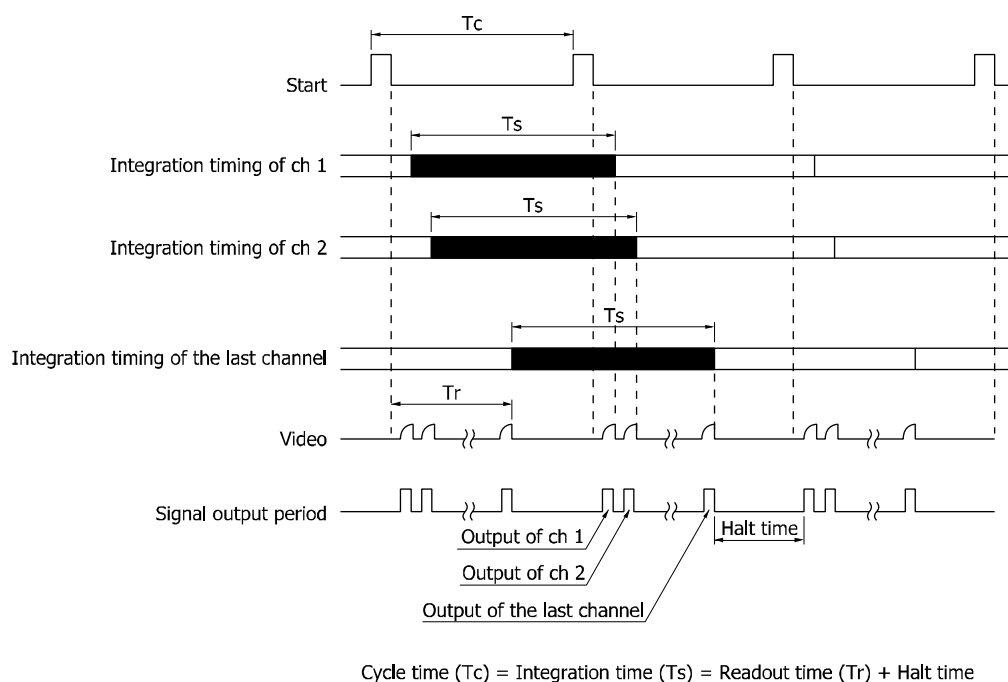 Tc
Start
Ts
Integration timing of ch 1
Ts
Integration timing of ch 2
Ts
Integration timing of the last channel
Tr
Video
Signal output period
Output of ch 1
Halt time
Output of ch 2
Output of the last channel
Cycle time (Tc) = Integration time (Ts) = Readout time (Tr) + Halt time